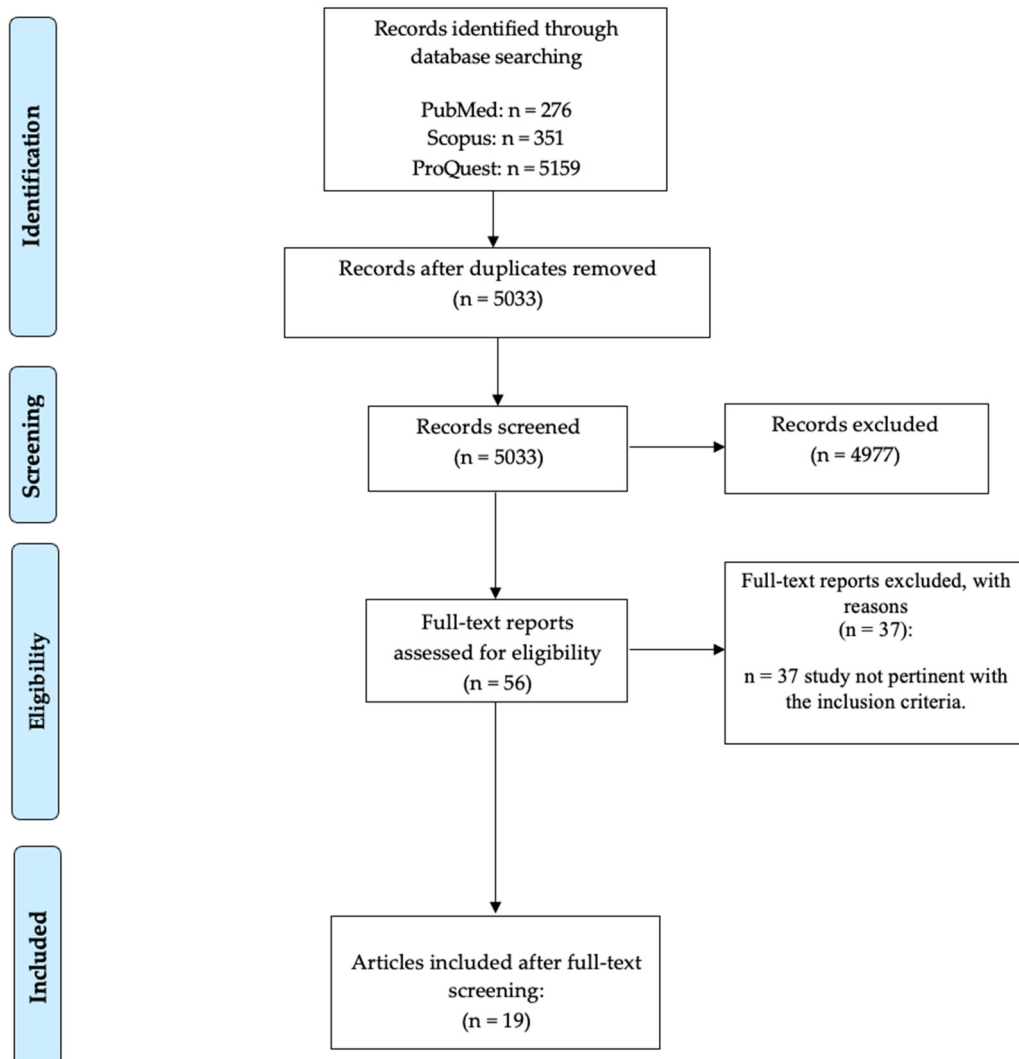 Identification
Records identified through
database searching
PubMed: n = 276
Scopus: n = 351
ProQuest: n = 5159
Records after duplicates removed
(n = 5033)
Screening
Records screened
(n = 5033)
Records excluded
(n = 4977)
Eligibility
Full-text reports
assessed for eligibility
(n = 56)
Full-text reports excluded, with
reasons
(n = 37):
n = 37 study not pertinent with
the inclusion criteria.
Included
Articles included after full-text
screening:
(n = 19)